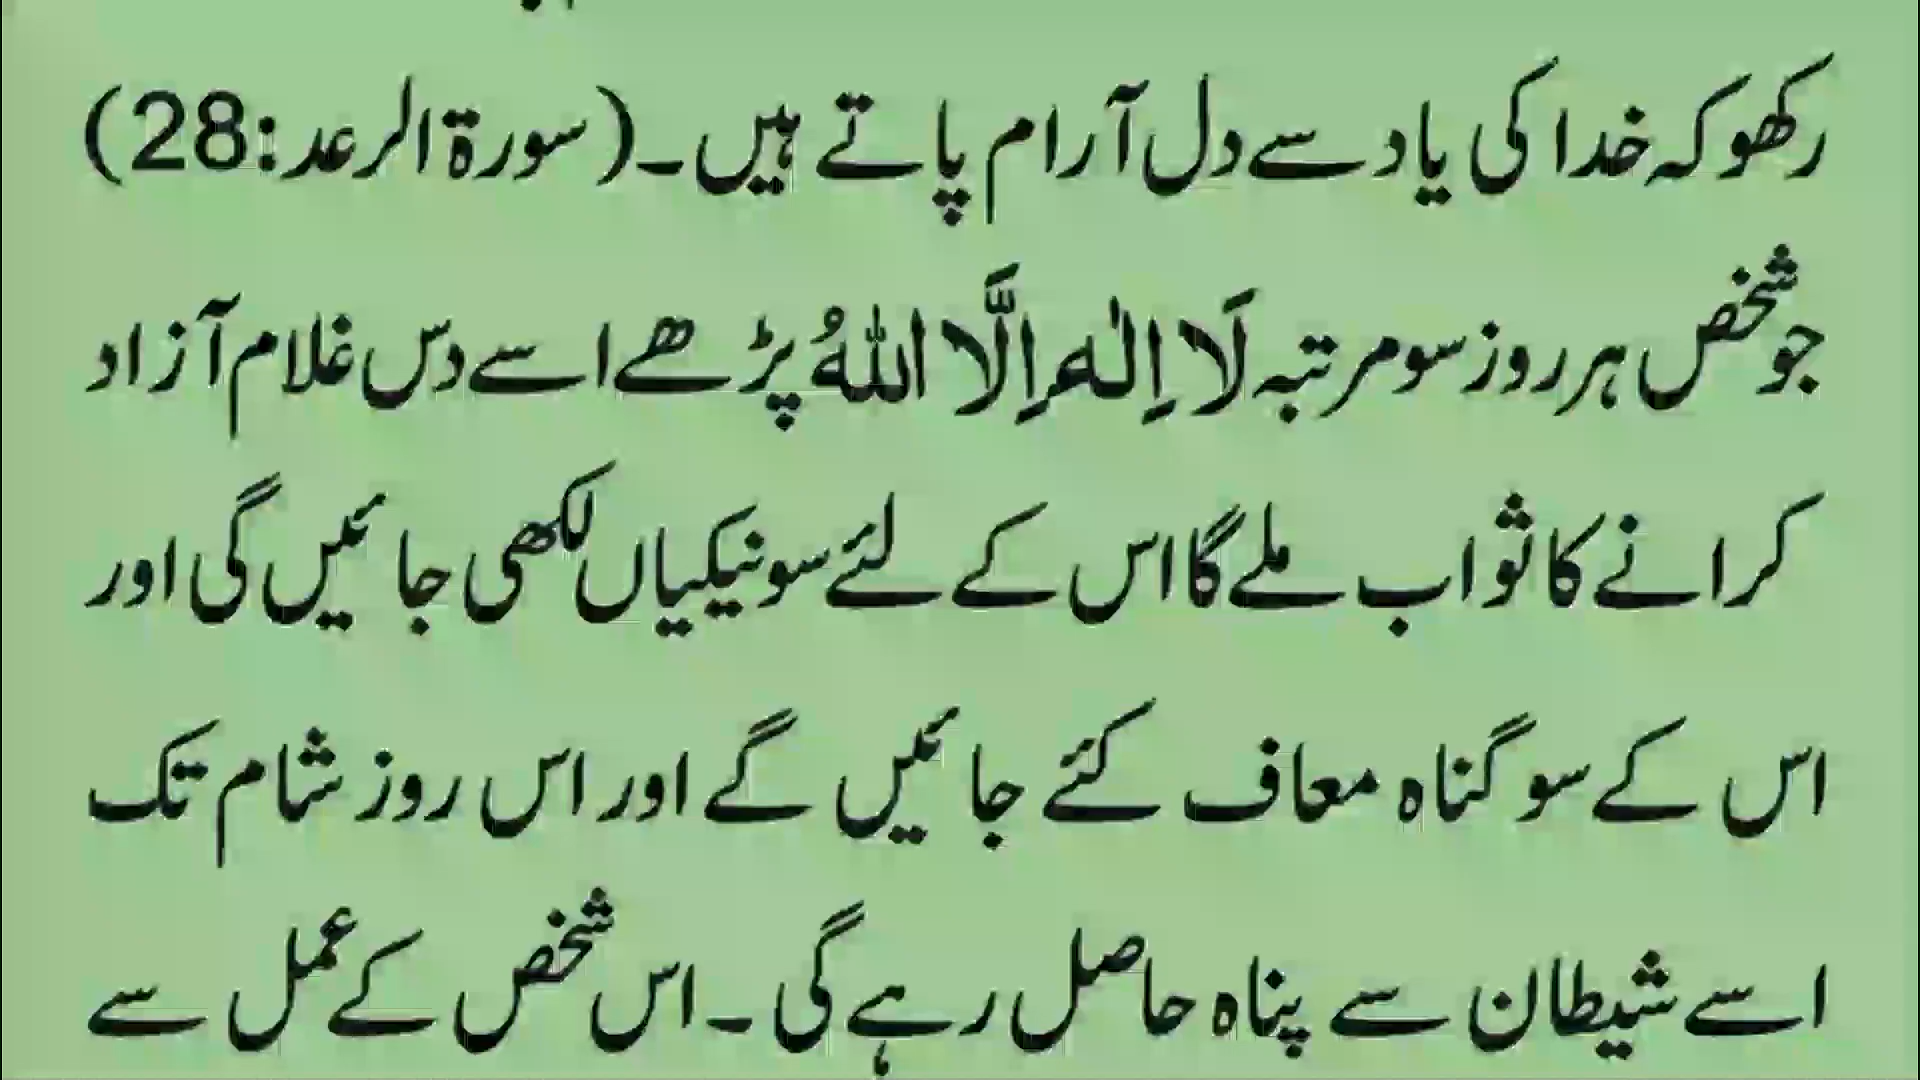 رکھو کہ خدا کی یاد سے دل آرام پاتے ہیں۔ (سورة الرعد:28)
جو شخص ہر روز سو مرتبہ لَا اِلٰہَ اِلَّا اللہُ پڑھے اسے دس غلام آزاد
کرانے کا ثواب ملے گا اس کے لئے سو نیکیاں لکھی جائیں گی اور
اس کے سو گناہ معاف کئے جائیں گے اور اس روز شام تک
اسے شیطان سے پناہ حاصل رہے گی۔ اس شخص کے عمل سے